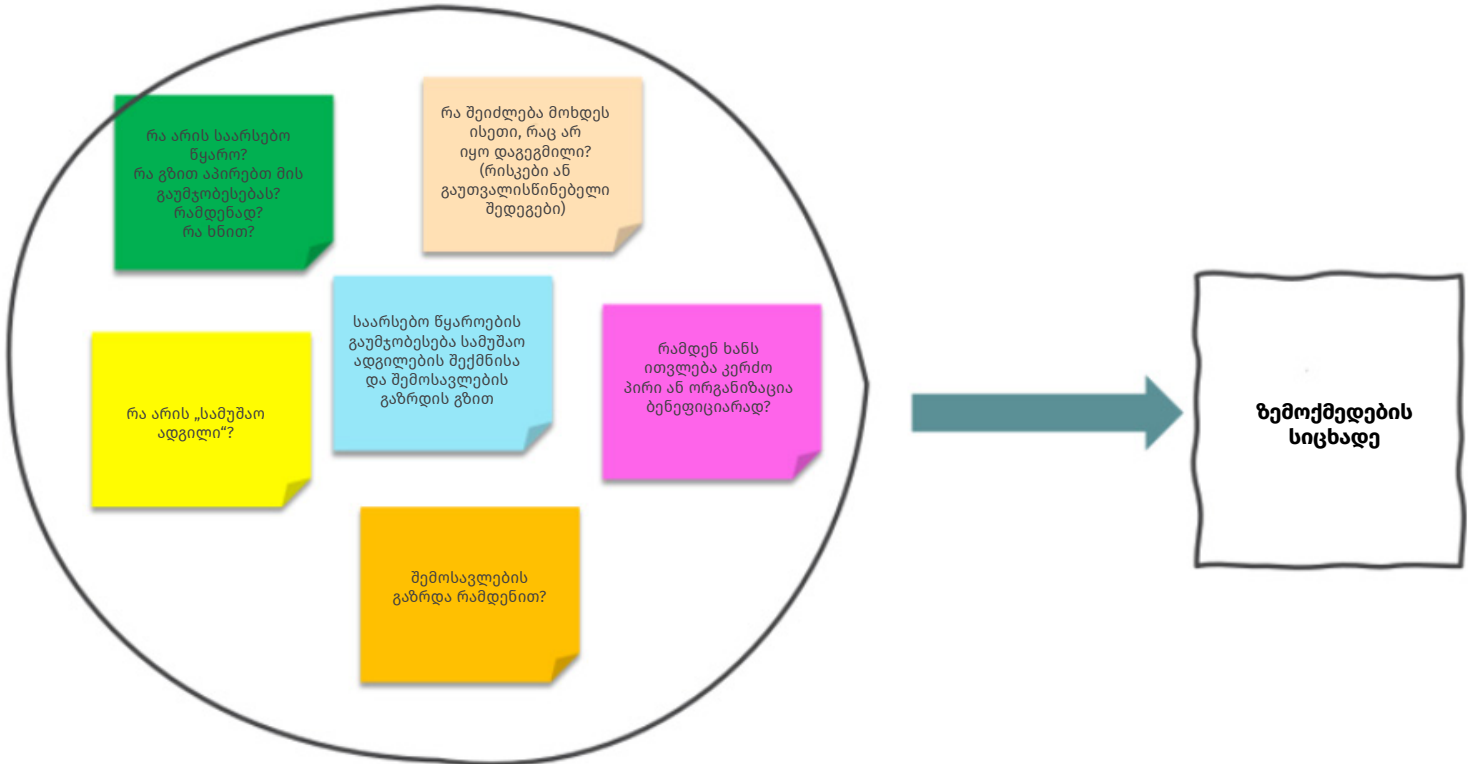 რა არის საარსებო
წყარო?
რა გზით აპირებთ მის
გაუმჯობესებას?
რამდენად?
რა ხნით?
რა შეიძლება მოხდეს
ისეთი, რაც არ
იყო დაგეგმილი?
(რისკები ან
გაუთვალისწინებელი
შედეგები)
საარსებო წყაროების
გაუმჯობესება სამუშაო
ადგილების შექმნისა
და შემოსავლების
გაზრდის გზით
რამდენ ხანს
ითვლება კერძო
პირი ან ორგანიზაცია
ბენეფიციარად?
რა არის „სამუშაო
ადგილი“?
შემოსავლების
გაზრდა რამდენით?
ზემოქმედების
სიცხადე